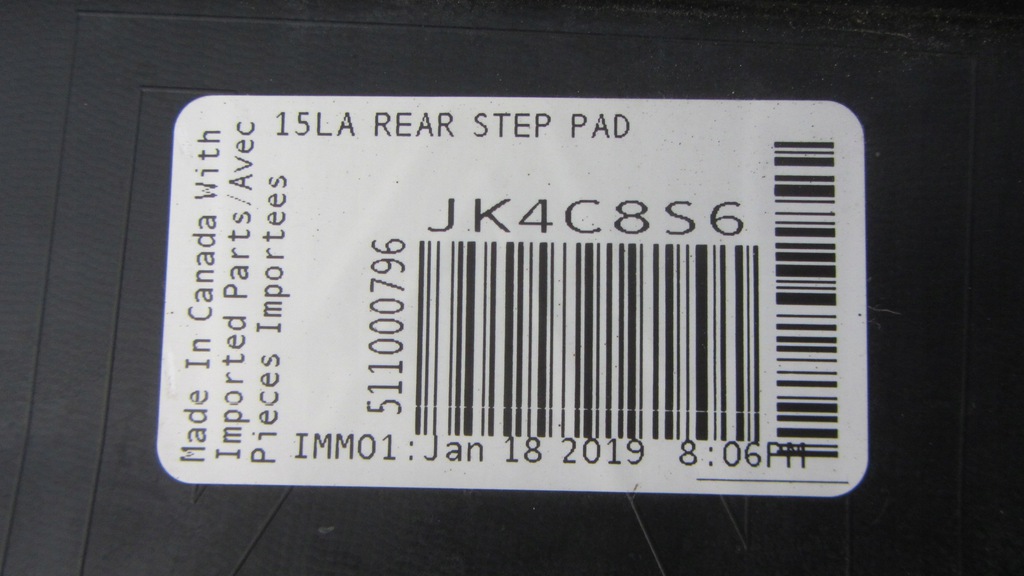 15LA REAR STEP PAD
Made In Canada With
Imported Parts/Avec
Pieces Importees
JK4C8S6
511000796
IMM01:Jan 18 2019 8:06PM